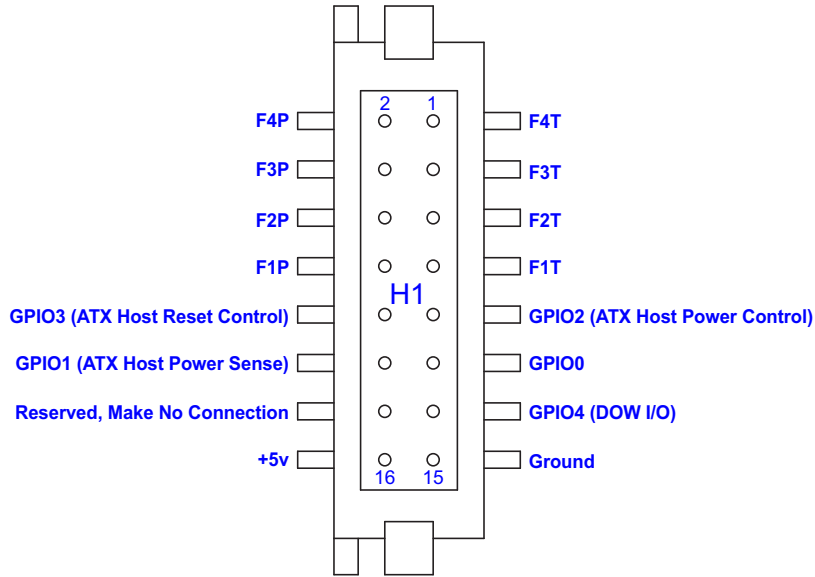 2 1
F4P F4T
F3P F3T
F2P F2T
F1P F1T
H1
GPIO3 (ATX Host Reset Control) GPIO2 (ATX Host Power Control)
GPIO1 (ATX Host Power Sense) GPIO0
Reserved, Make No Connection GPIO4 (DOW I/O)
+5v Ground
16 15